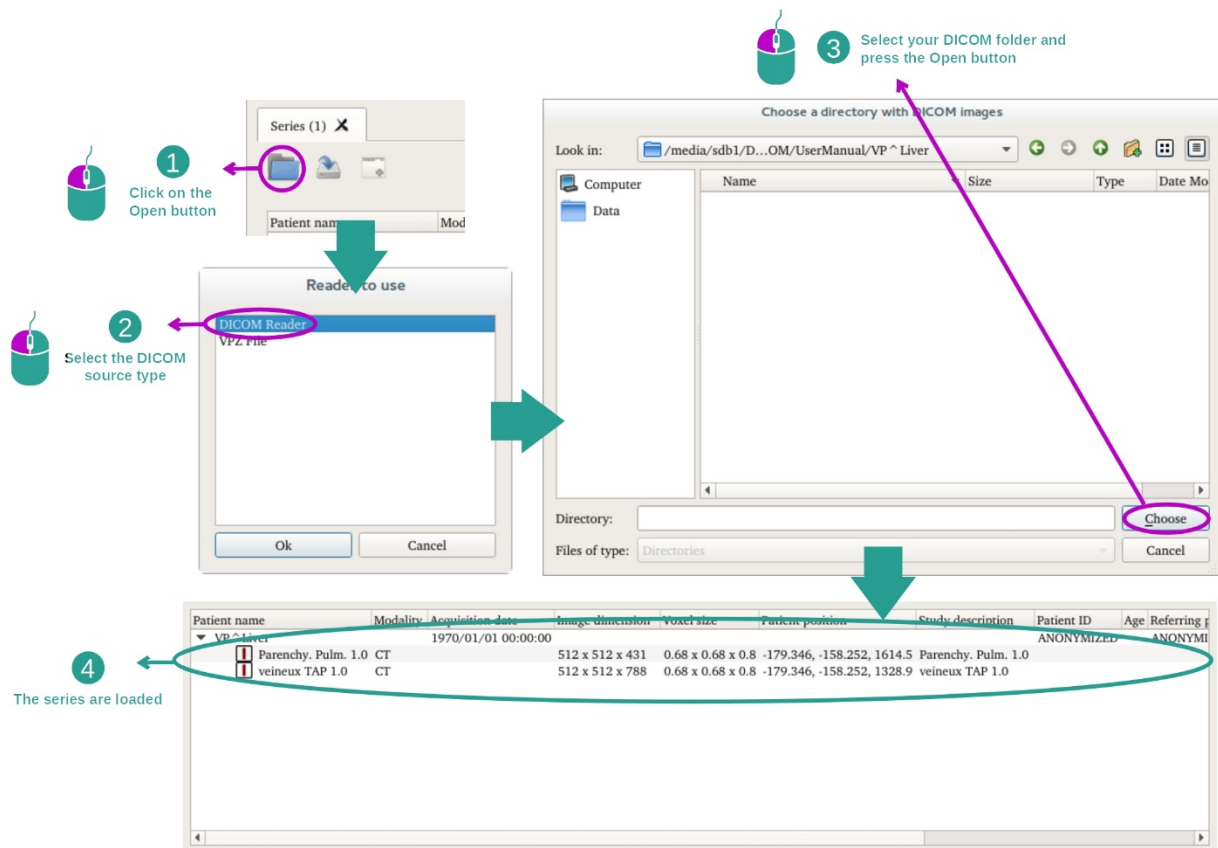 3
Select your DICOM folder and
press the Open button
Series (1)
1
Click on the
Open button
Patient name
Mod
Choose a directory with DICOM images
Look in:
/media/sdb1/D...OM/UserManual/VP^Liver
Computer
Data
Name
Size
Type
Date Mo
Reader to use
2
Select the DICOM
source type
DICOM Reader
VPZ File
Ok
Cancel
Directory:
Choose
Files of type:
Directories
Cancel
Patient name Modality Acquisition date Image dimension Voxel size Patient position Study description Patient ID Age Referring p
VP^Liver 1970/01/01 00:00:00 ANONYMIZED ANONYMI
Parenchy. Pulm. 1.0 CT 512 x 512 x 431 0.68 x 0.68 x 0.8 -179.346, -158.252, 1614.5 Parenchy. Pulm. 1.0
veineux TAP 1.0 CT 512 x 512 x 788 0.68 x 0.68 x 0.8 -179.346, -158.252, 1328.9 veineux TAP 1.0
4
The series are loaded